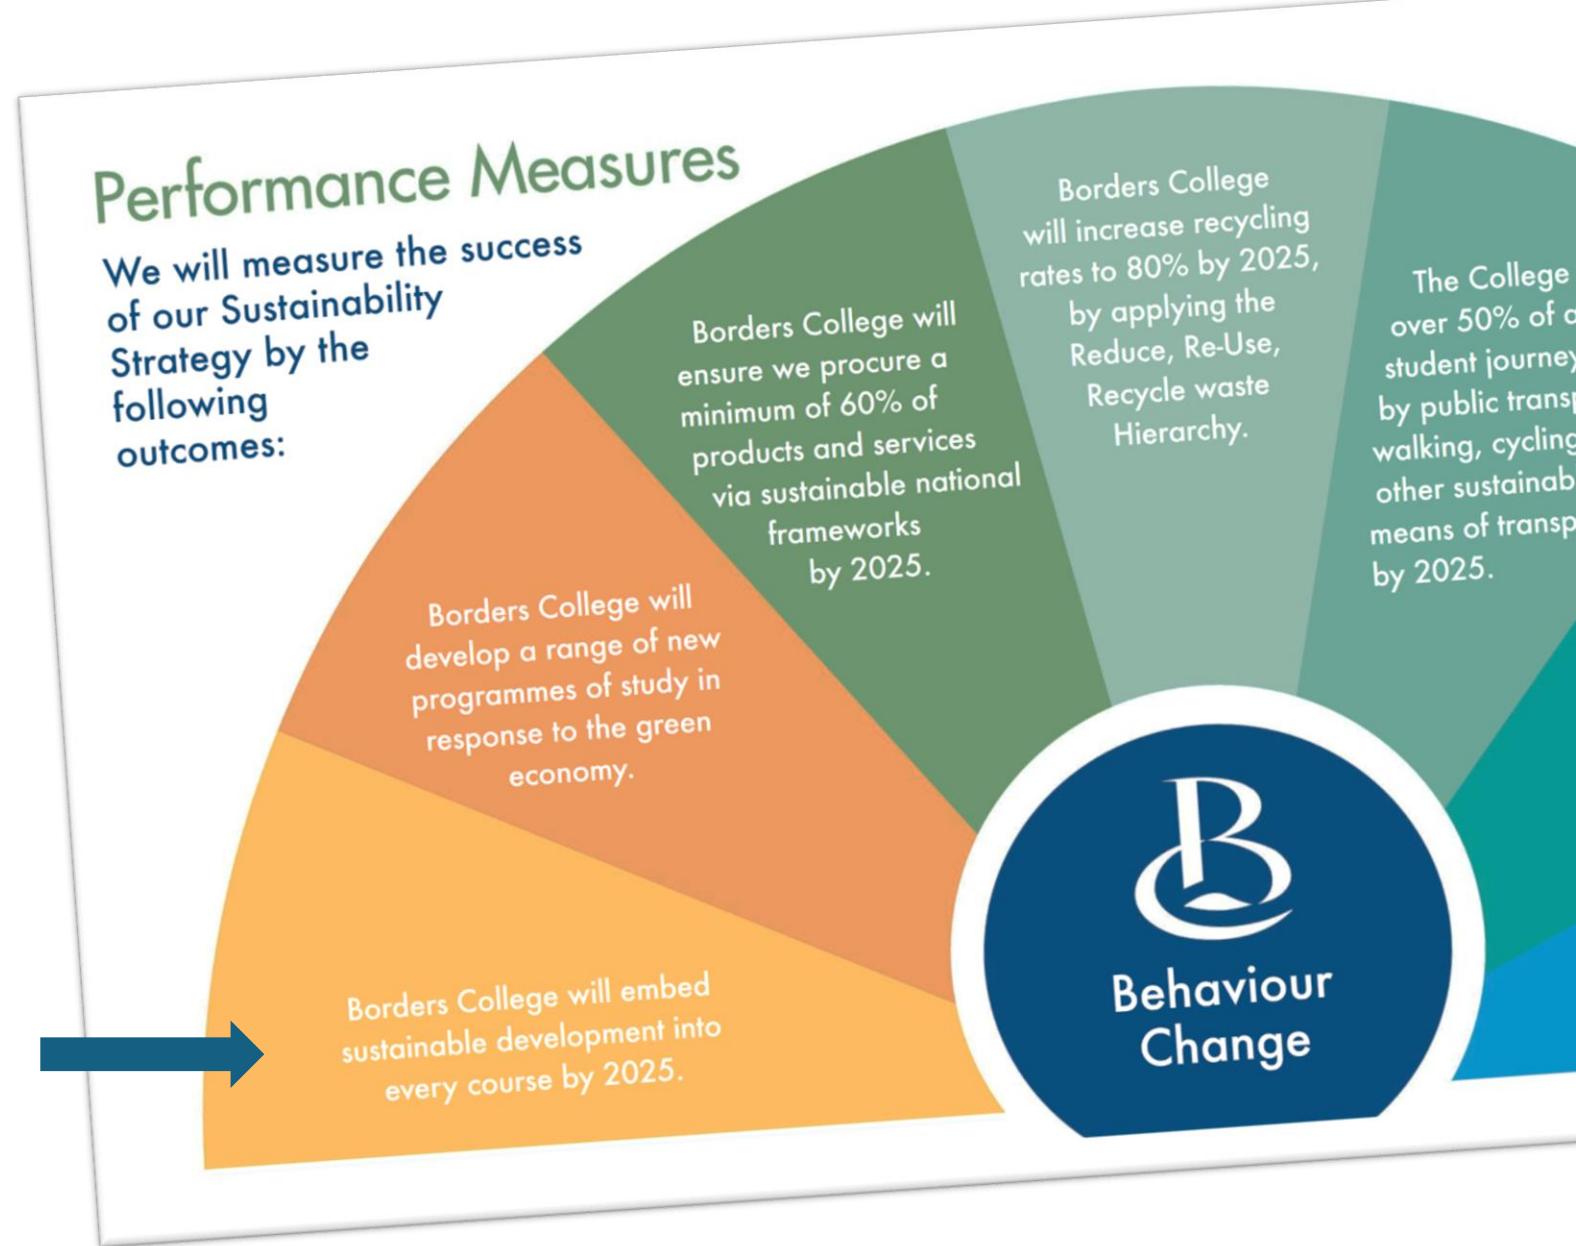 Performance Measures
We will measure the success
of our Sustainability
Strategy by the
following
outcomes:
Borders College will embed
sustainable development into
every course by 2025.
Borders College will
develop a range of new
programmes of study in
response to the green
economy.
Borders College will
ensure we procure a
minimum of 60% of
products and services
via sustainable national
frameworks
by 2025.
Borders College
will increase recycling
rates to 80% by 2025,
by applying the
Reduce, Re-Use,
Recycle waste
Hierarchy.
The College
over 50% of
student
by public
walking, cycling
other
means of
by 2025.
B
Behaviour
Change